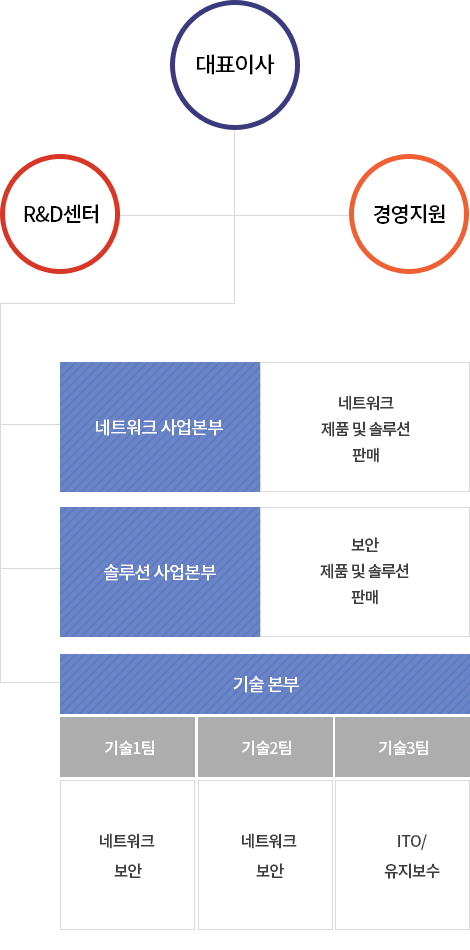 대표이사
R&D센터
경영지원
네트워크 사업본부
네트워크
제품 및 솔루션
판매
솔루션 사업본부
보안
제품 및 솔루션
판매
기술 본부
기술1팀
기술2팀
기술3팀
네트워크
보안
네트워크
보안
ITO/
유지보수